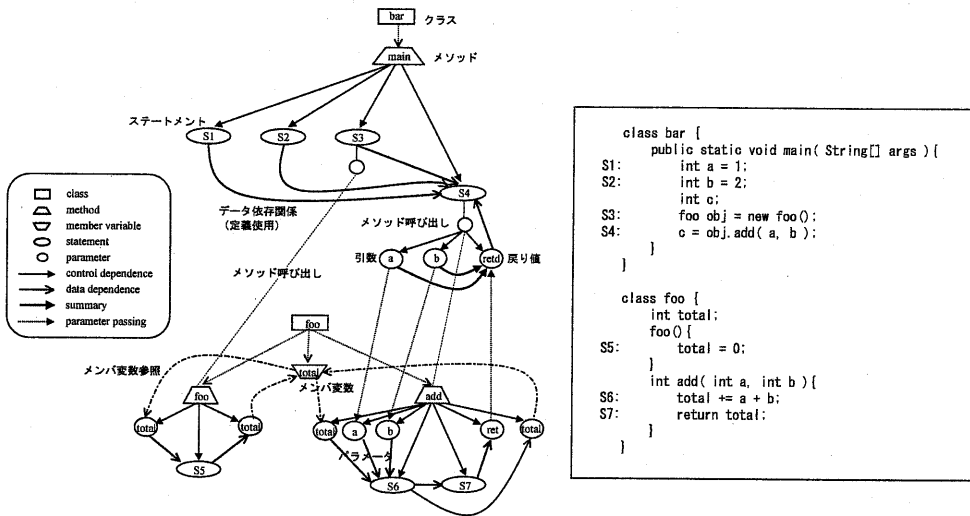 bar
クラス
main
メソッド
ステートメント
S1
S2
S3
S4
データ依存関係
(定義使用)
メソッド呼び出し
引数
a
b
retd
戻り値
メソッド呼び出し
class
method
member variable
statement
parameter
control dependence
data dependence
summary
parameter passing
foo
メンバ変数参照
total
メンバ変数
foo
add
total
total
total
a
b
ret
total
パラメータ
S5
S6
S7
class bar {
public static void main( String[] args ){
S1: int a = 1;
S2: int b = 2;
int c;
S3: foo obj = new foo();
S4: c = obj.add( a, b );
}
}
class foo {
int total;
foo(){
S5: total = 0;
}
int add( int a, int b ){
S6: total += a + b;
S7: return total;
}
}